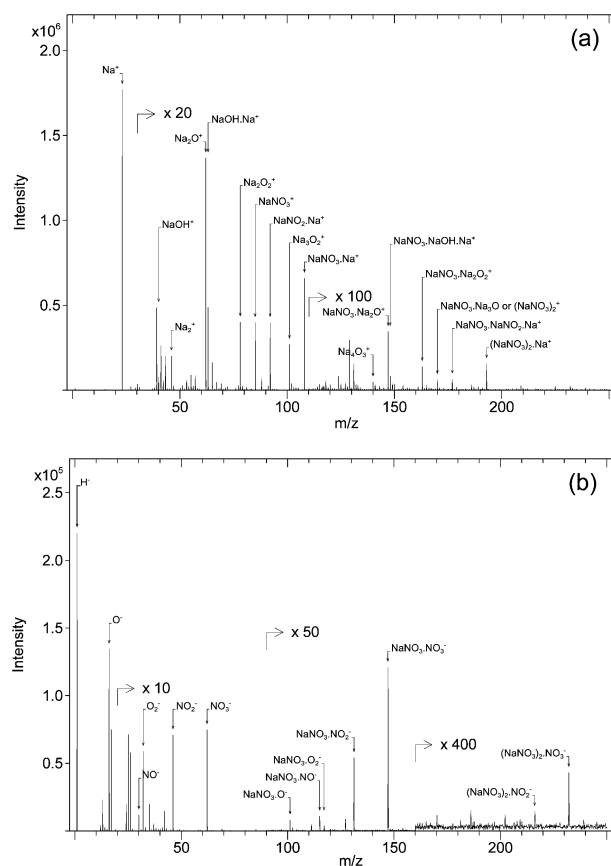 (a)
x10⁶
2.0
1.5
1.0
0.5
Intensity
Na⁺
x 20
NaOH.Na⁺
Na₂O⁺
NaOH⁺
Na₂⁺
Na₂O₂⁺
NaNO₃⁺
NaNO₂.Na⁺
Na₃O₂⁺
NaNO₃.Na⁺
x 100
NaNO₃.Na₂O⁺
Na₄O₃⁺
NaNO₃.NaOH.Na⁺
NaNO₃.Na₂O₂⁺
NaNO₃.Na₃O or (NaNO₃)₂⁺
NaNO₃.NaNO₂.Na⁺
(NaNO₃)₂.Na⁺
50 100 150 200
m/z
(b)
x10⁵
2.5
2.0
1.5
1.0
0.5
Intensity
H⁻
O⁻
x 10
O₂⁻
NO⁻
NO₂⁻
NO₃⁻
x 50
NaNO₃.NO₃⁻
NaNO₃.NO₂⁻
NaNO₃.O₂⁻
NaNO₃.NO⁻
NaNO₃.O⁻
x 400
(NaNO₃)₂.NO₃⁻
(NaNO₃)₂.NO₂⁻
50 100 150 200
m/z